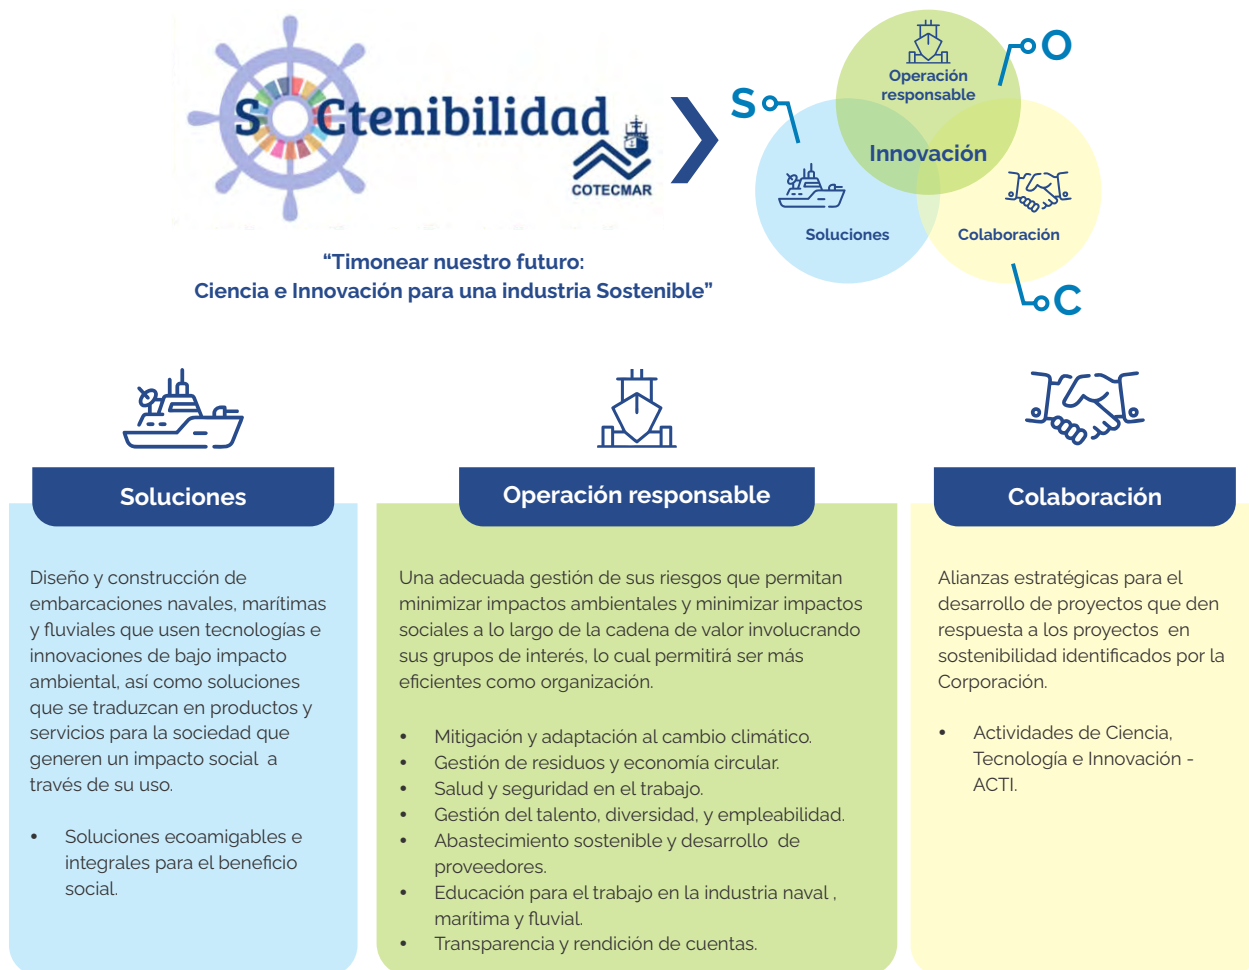 SOCtenibilidad
COTECMAR
“Timonear nuestro futuro:
Ciencia e Innovación para una industria Sostenible”
S
O
Operación
responsable
Innovación
Soluciones
Colaboración
C
Soluciones
Diseño y construcción de
embarcaciones navales, marítimas
y fluviales que usen tecnologías e
innovaciones de bajo impacto
ambiental, así como soluciones
que se traduzcan en productos y
servicios para la sociedad que
generen un impacto social a
través de su uso.
• Soluciones ecoamigables e
integrales para el beneficio
social.
Operación responsable
Una adecuada gestión de sus riesgos que permitan
minimizar impactos ambientales y minimizar impactos
sociales a lo largo de la cadena de valor involucrando
sus grupos de interés, lo cual permitirá ser más
eficientes como organización.
• Mitigación y adaptación al cambio climático.
• Gestión de residuos y economía circular.
• Salud y seguridad en el trabajo.
• Gestión del talento, diversidad, y empleabilidad.
• Abastecimiento sostenible y desarrollo de
proveedores.
• Educación para el trabajo en la industria naval ,
marítima y fluvial.
• Transparencia y rendición de cuentas.
Colaboración
Alianzas estratégicas para el
desarrollo de proyectos que den
respuesta a los proyectos en
sostenibilidad identificados por la
Corporación.
• Actividades de Ciencia,
Tecnología e Innovación -
ACTI.